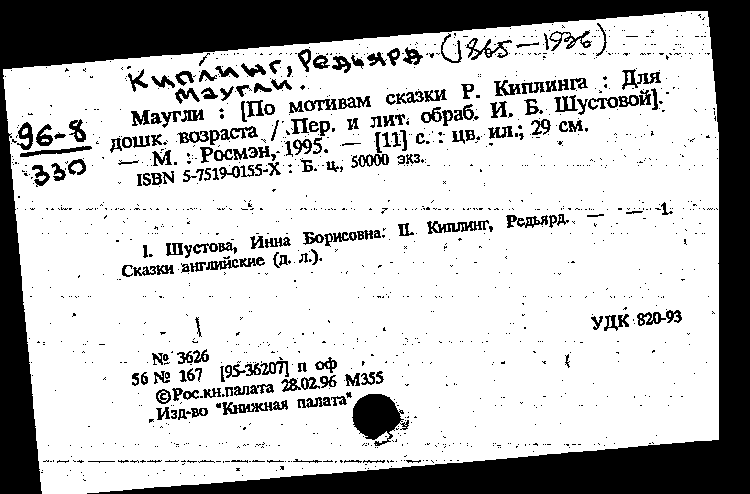 Киплинг, Редьярд. (1865-1936)
Маугли.
96-8
330
Маугли : [По мотивам сказки Р. Киплинга : Для
дошк. возраста / Пер. и лит. обраб. И. Б. Шустовой].
— М. : Росмэн, 1995. — [11] с. : цв. ил.; 29 см.
ISBN 5-7519-0155-X : Б. ц., 50000 экз.
I. Шустова, Инна Борисовна. II. Киплинг, Редьярд. — — 1.
Сказки английские (д. л.).
УДК 820-93
№ 3626
56 № 167 [95-36207] п оф
©Рос.кн.палата 28.02.96 М355
Изд-во "Книжная палата"